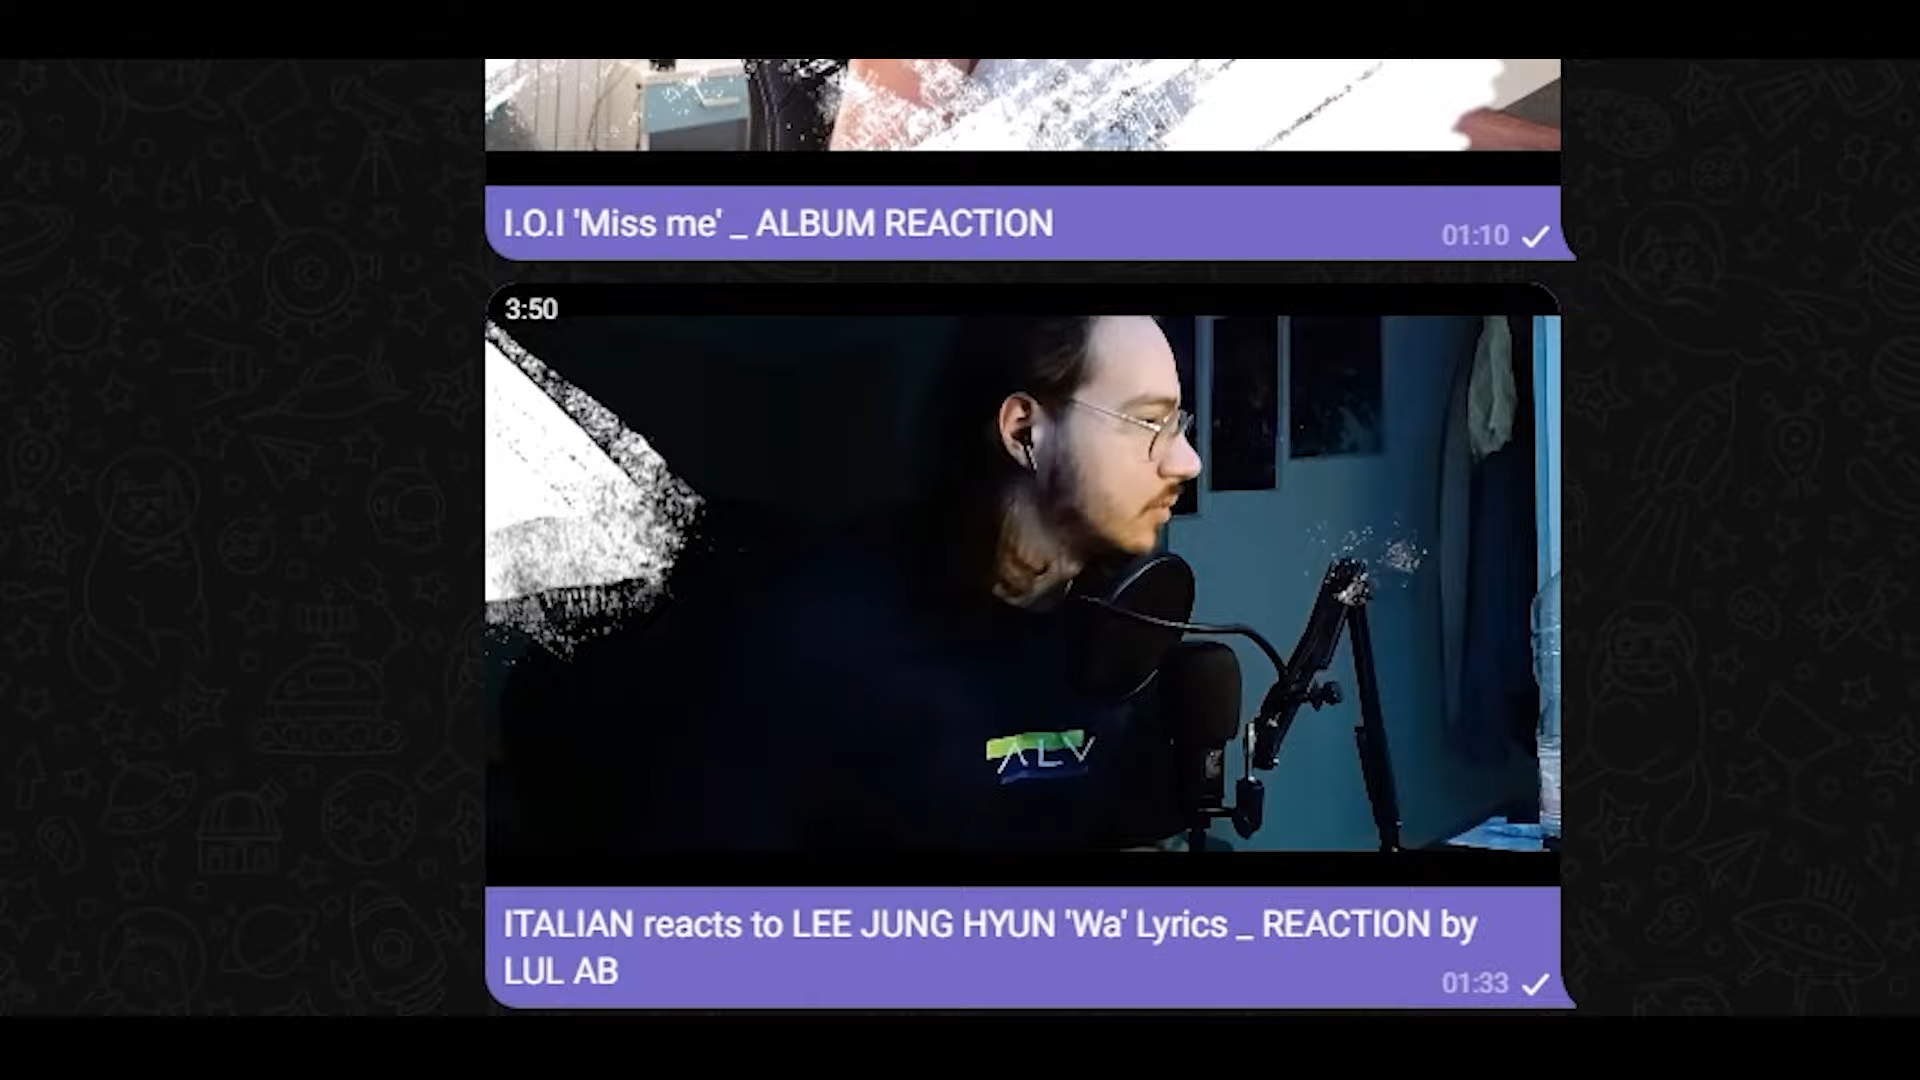 I.O.I 'Miss me' _ ALBUM REACTION
01:10
3:50
ALV
ITALIAN reacts to LEE JUNG HYUN 'Wa' Lyrics _ REACTION by
LUL AB
01:33